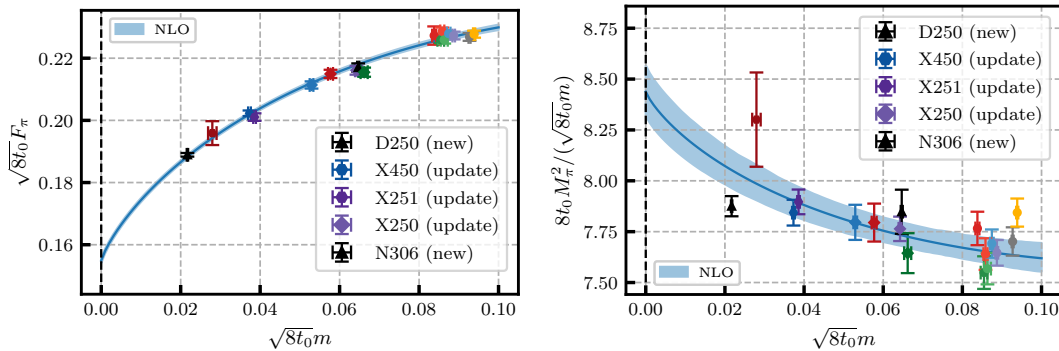 √8t₀F_π
0.22
0.20
0.18
0.16
NLO
D250 (new)
X450 (update)
X251 (update)
X250 (update)
N306 (new)
0.00 0.02 0.04 0.06 0.08 0.10
√8t₀m
8t₀M_π²/(√8t₀m)
8.75
8.50
8.25
8.00
7.75
7.50
D250 (new)
X450 (update)
X251 (update)
X250 (update)
N306 (new)
NLO
0.00 0.02 0.04 0.06 0.08 0.10
√8t₀m